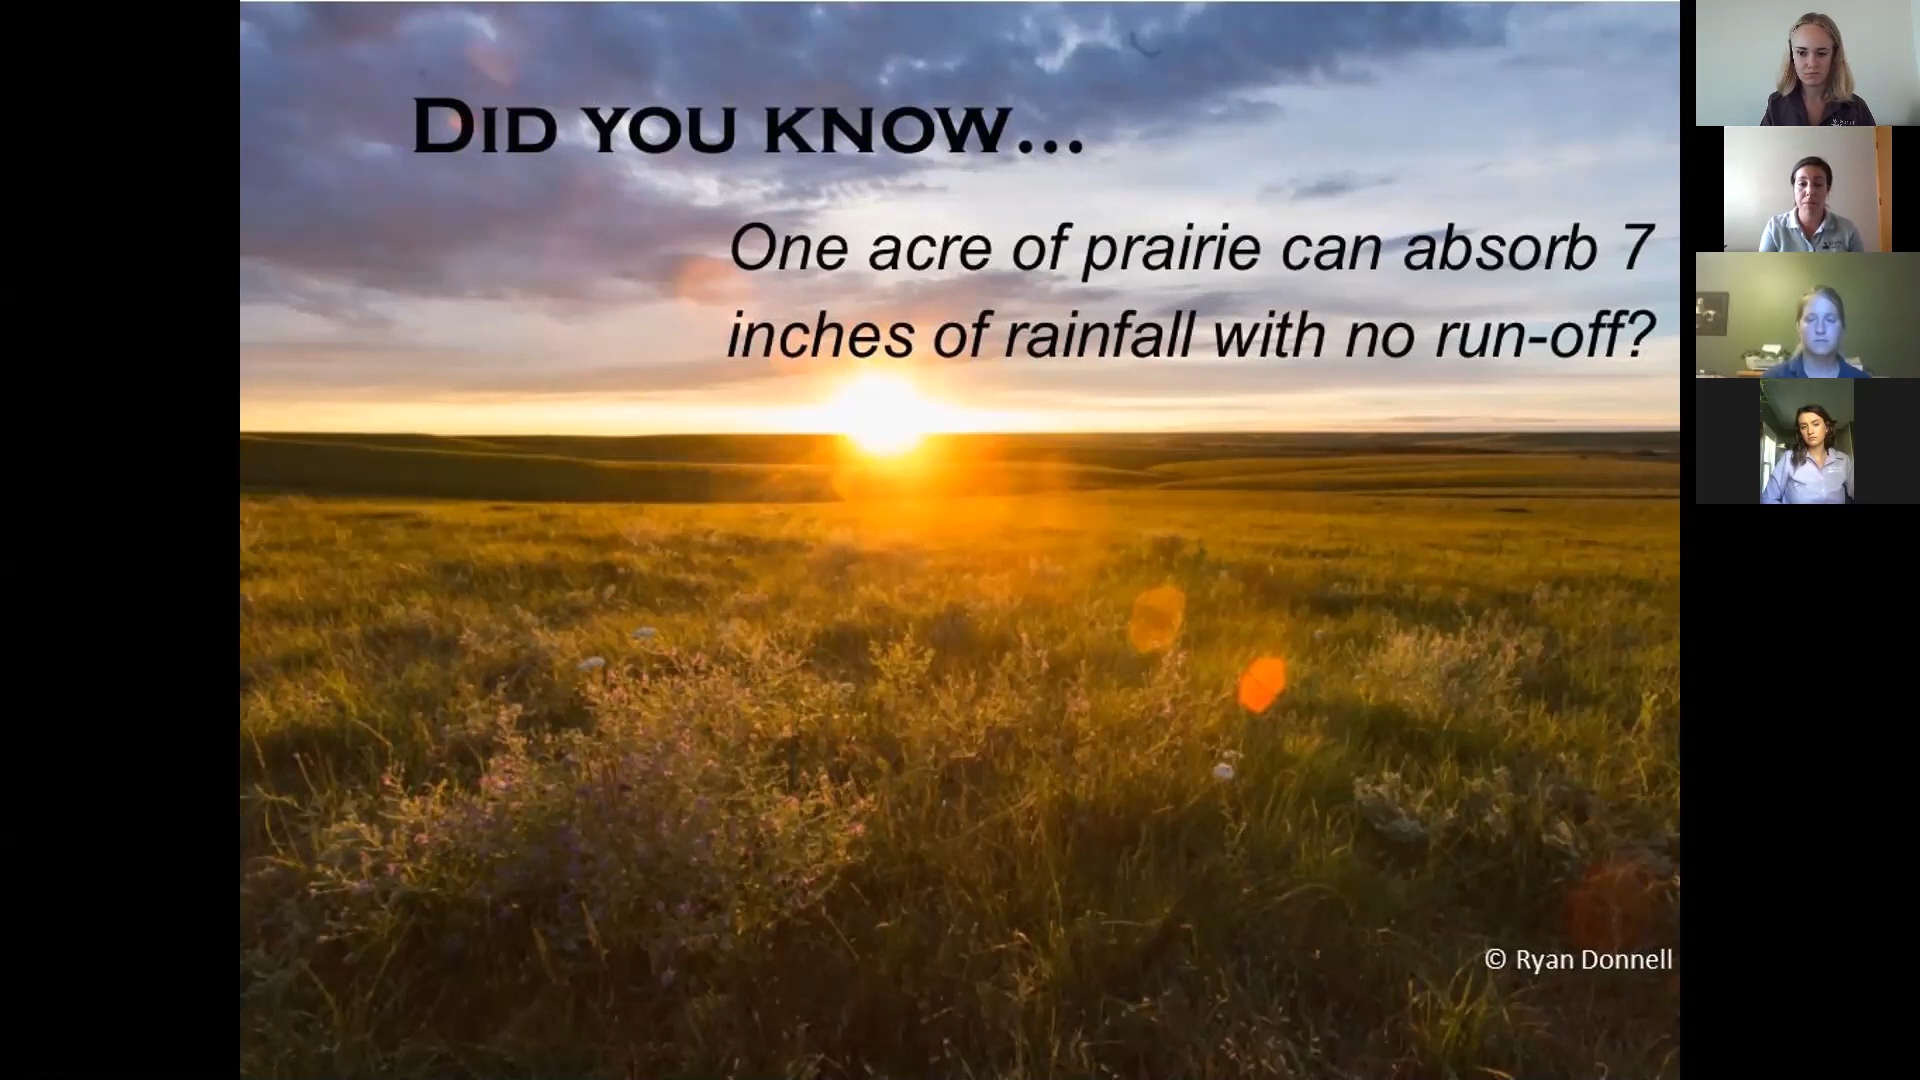 DID YOU KNOW...
One acre of prairie can absorb 7
inches of rainfall with no run-off?
© Ryan Donnell